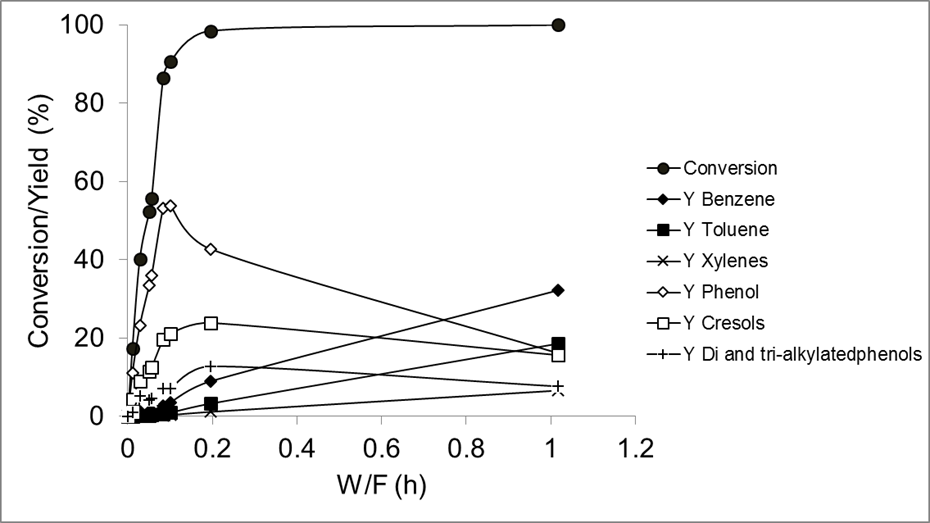 Conversion/Yield (%)
100
80
60
40
20
0
0
0.2
0.4
0.6
0.8
1
1.2
W/F (h)
Conversion
Y Benzene
Y Toluene
Y Xylenes
Y Phenol
Y Cresols
Y Di and tri-alkylatedphenols